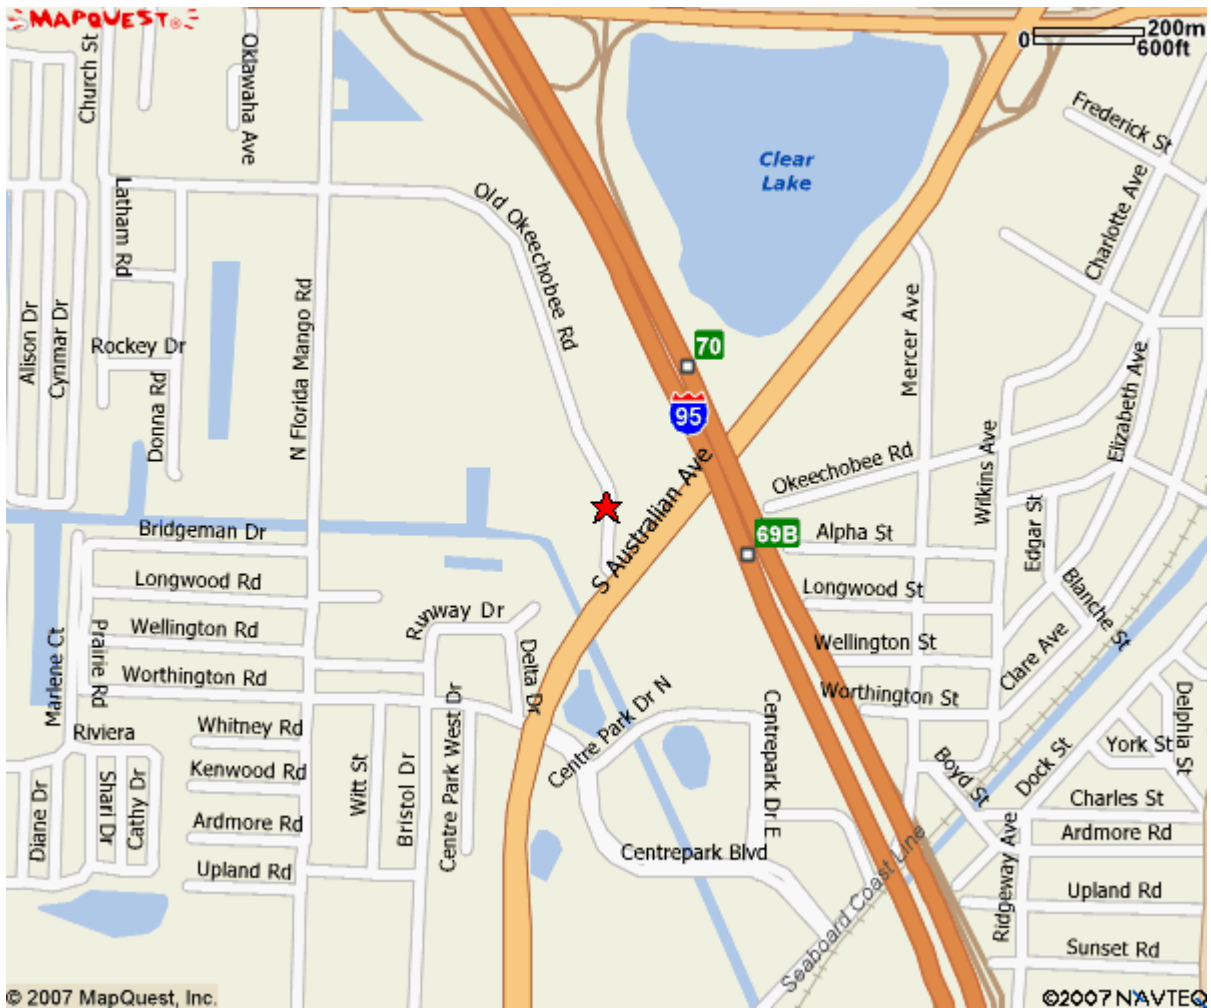 MAPQUEST®
200m
0
600ft
Church St
Oklawaha Ave
Frederick St
Clear
Lake
Charlotte Ave
Latham Rd
Old Okeechobee Rd
Alison Dr
Cynmar Dr
N Florida Mango Rd
Mercer Ave
Rockey Dr
70
Donna Rd
95
Elizabeth Ave
Wilkins Ave
Okeechobee Rd
S Australian Ave
Bridgeman Dr
69B
Alpha St
Edgar St
Longwood Rd
Longwood St
Blanche St
Runway Dr
Wellington Rd
Wellington St
Marlene Ct
Prairie Rd
Delta Dr
Clare Ave
Worthington Rd
Worthington St
Centre Park Dr N
Centre Park West Dr
Centrepark Dr E
Whitney Rd
Riviera
Delphia St
York St
Boyd St
Dock St
Kenwood Rd
Witt St
Bristol Dr
Diane Dr
Shari Dr
Cathy Dr
Charles St
Ardmore Rd
Ardmore Rd
Centrepark Blvd
Upland Rd
Upland Rd
Ridgeway Ave
Seaboard Coast Line
Sunset Rd
© 2007 MapQuest, Inc.
©2007 NAVTEQ